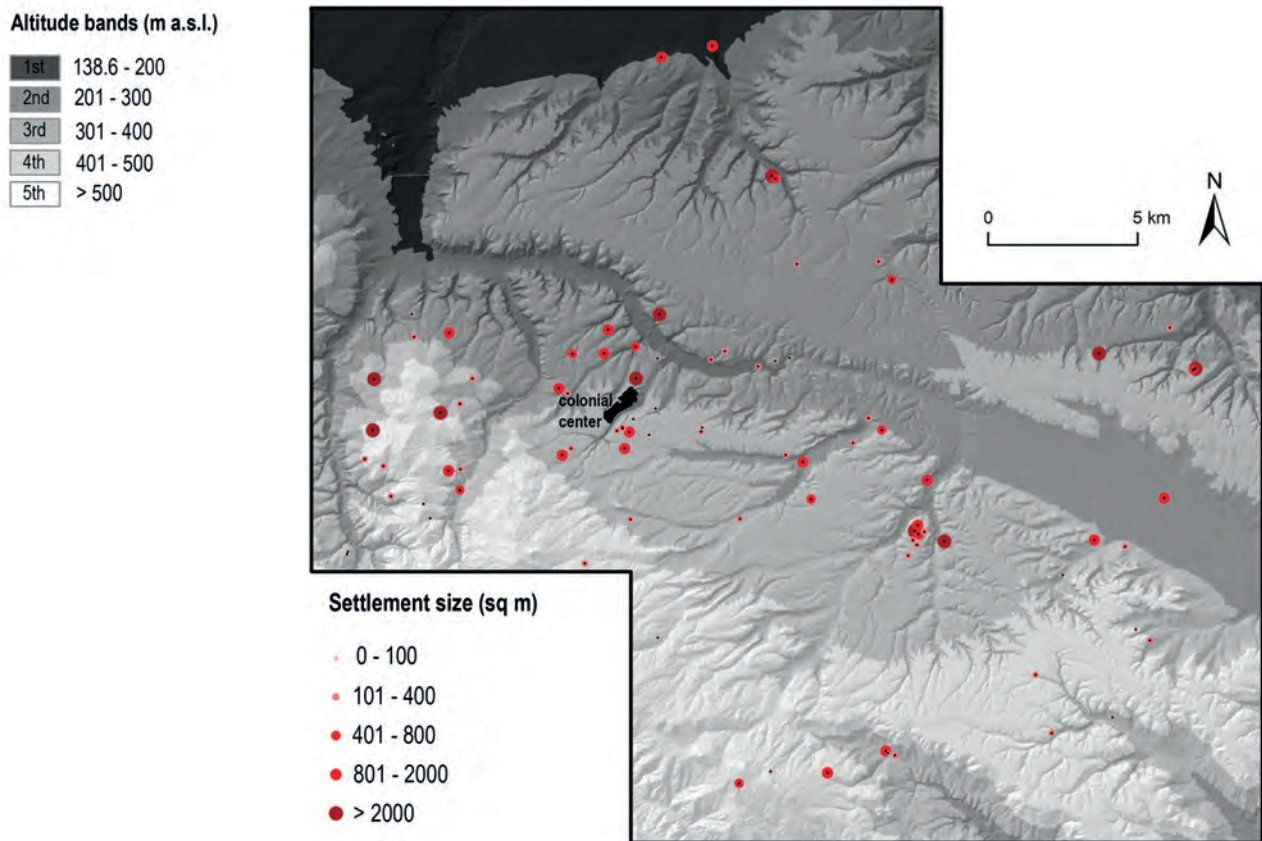 Altitude bands (m a.s.l.)
1st 138.6 - 200
2nd 201 - 300
3rd 301 - 400
4th 401 - 500
5th > 500
N
0 5 km
colonial
center
Settlement size (sq m)
0 - 100
101 - 400
401 - 800
801 - 2000
> 2000